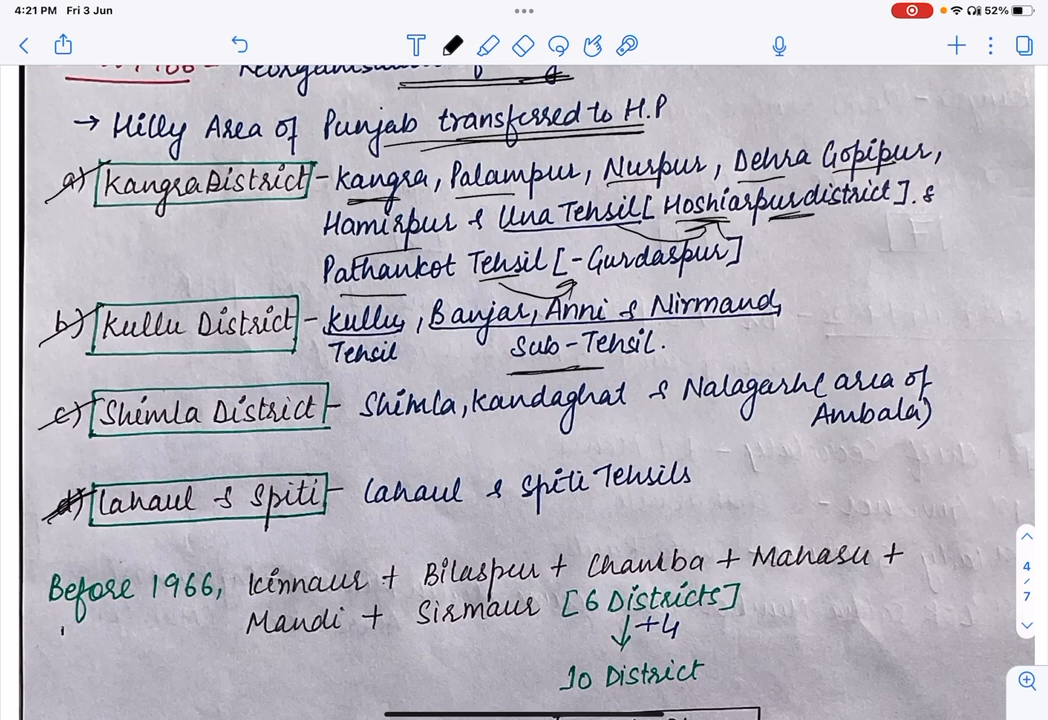 4:21 PM Fri 3 Jun
52%
T
Reorganisation
→ Hilly Area of Punjab transferred to H.P
a) Kangra District - Kangra, Palampur, Nurpur, Dehra Gopipur,
Hamirpur & Una Tehsil [Hoshiarpur district]. &
Pathankot Tehsil [-Gurdaspur]
b) Kullu District - Kullu, Banjar, Anni & Nirmand,
Tehsil Sub-Tehsil.
c) Shimla District - Shimla, Kandaghat & Nalagarh (area of
Ambala)
d) Lahaul & Spiti - Lahaul & Spiti Tehsils
Before 1966, Kinnaur + Bilaspur + Chamba + Mahasu +
Mandi + Sirmaur [6 Districts]
↓ +4
10 District
4
/
7